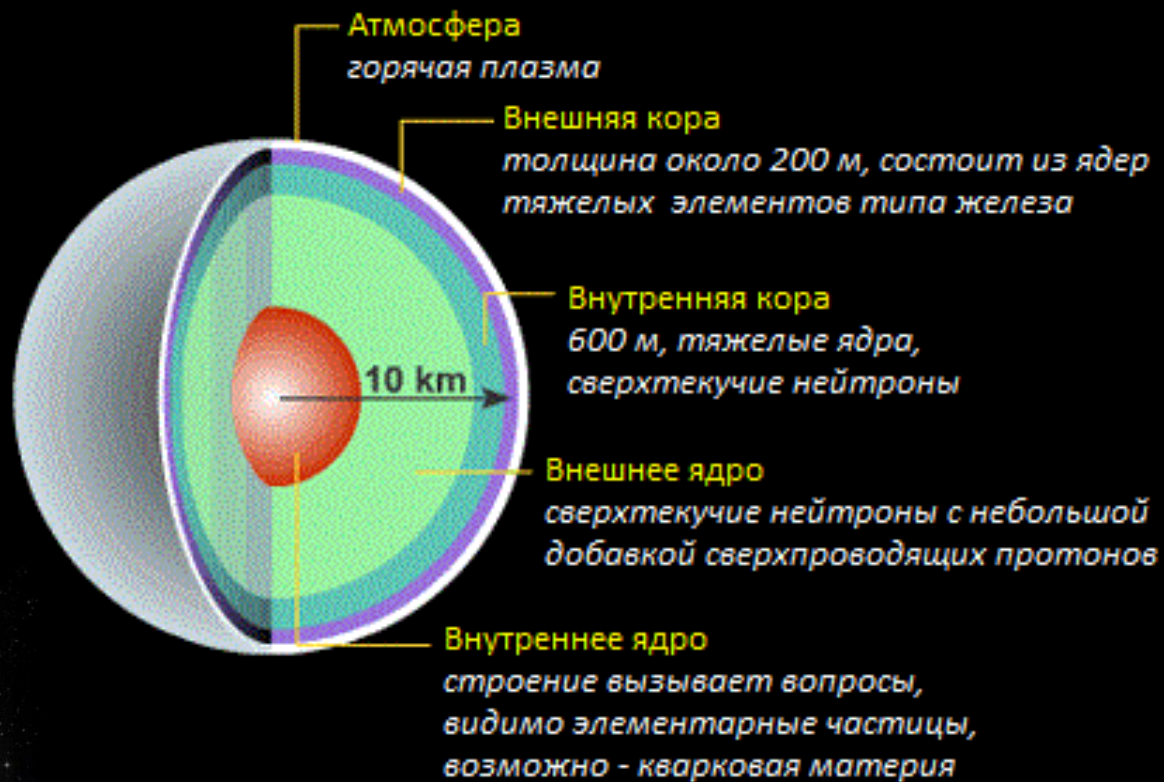 Атмосфера
горячая плазма
Внешняя кора
толщина около 200 м, состоит из ядер
тяжелых элементов типа железа
Внутренняя кора
600 м, тяжелые ядра,
сверхтекучие нейтроны
10 km
Внешнее ядро
сверхтекучие нейтроны с небольшой
добавкой сверхпроводящих протонов
Внутреннее ядро
строение вызывает вопросы,
видимо элементарные частицы,
возможно - кварковая материя